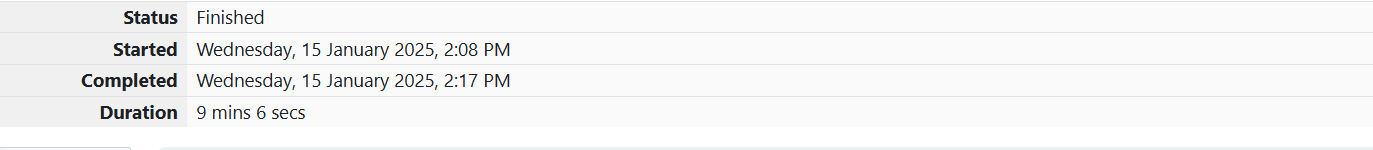 Status Finished
Started Wednesday, 15 January 2025, 2:08 PM
Completed Wednesday, 15 January 2025, 2:17 PM
Duration 9 mins 6 secs